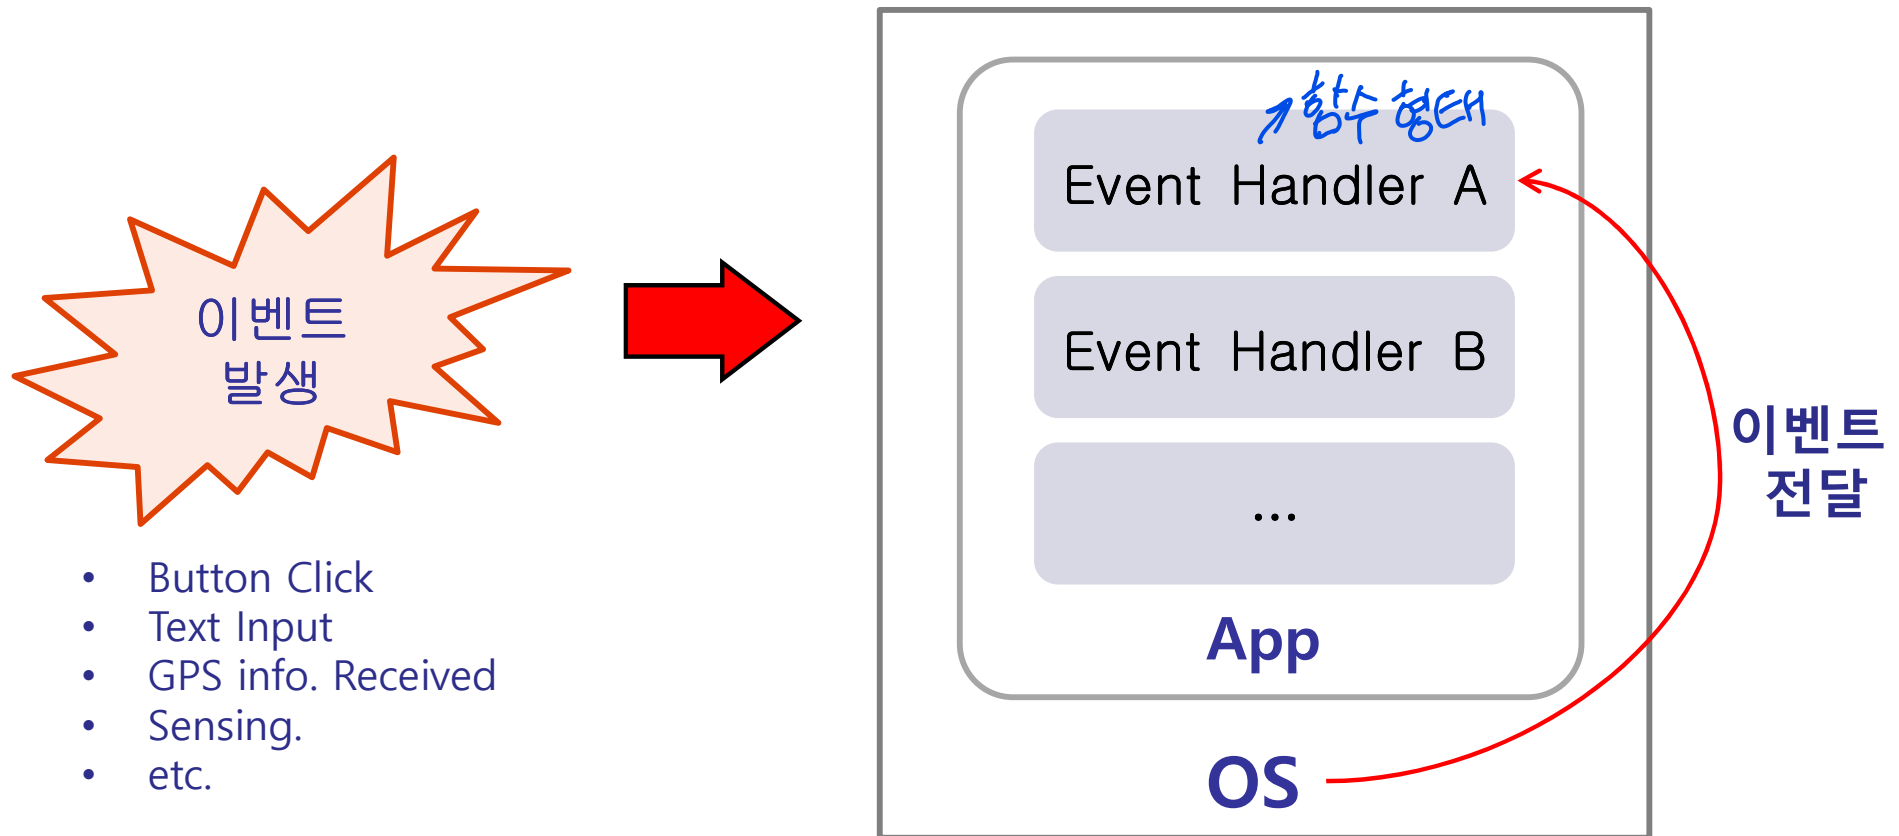 이벤트
발생
• Button Click
• Text Input
• GPS info. Received
• Sensing.
• etc.
함수 형태
Event Handler A
Event Handler B
...
App
OS
이벤트
전달